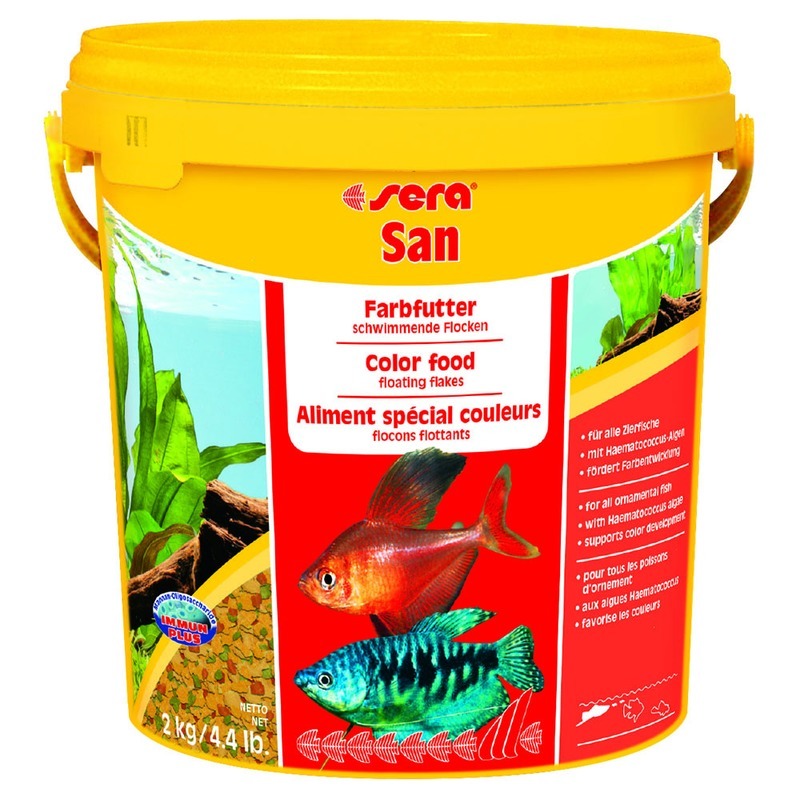 sera®
San
Farbfutter
schwimmende Flocken
Color food
floating flakes
Aliment spécial couleurs
flocons flottants
• für alle Zierfische
• mit Haematococcus-Algen
• fördert Farbentwicklung
• for all ornamental fish
• with Haematococcus algae
• supports color development
• pour tous les poissons
d'ornement
• aux algues Haematococcus
• favorise les couleurs
Mannan-Oligosaccharide
IMMUN
PLUS
NETTO
NET
2 kg/4.4 lb.